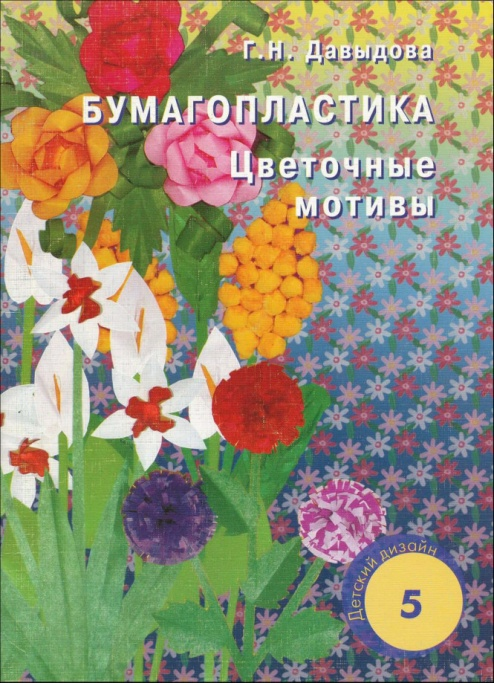 Г.Н. Давыдова
БУМАГОПЛАСТИКА
Цветочные
мотивы
Детский дизайн
5